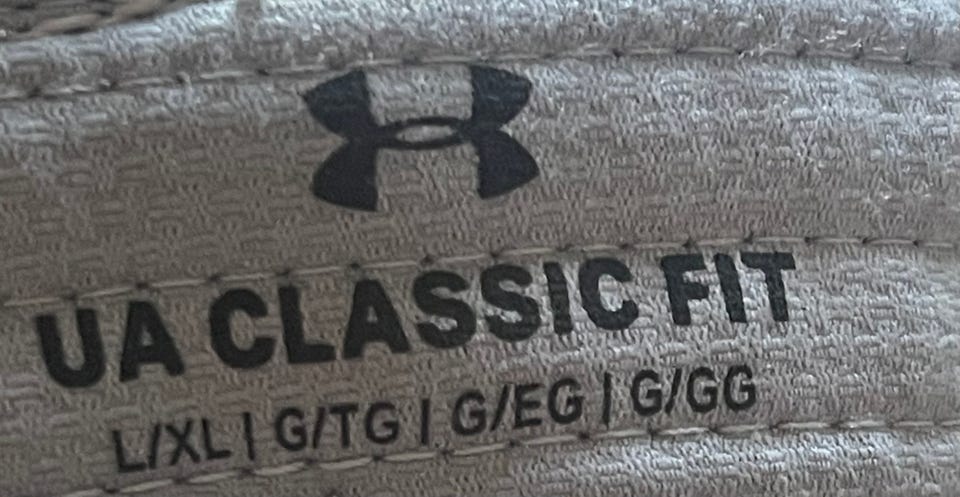 UA CLASSIC FIT
L/XL | G/TG | G/EG | G/GG